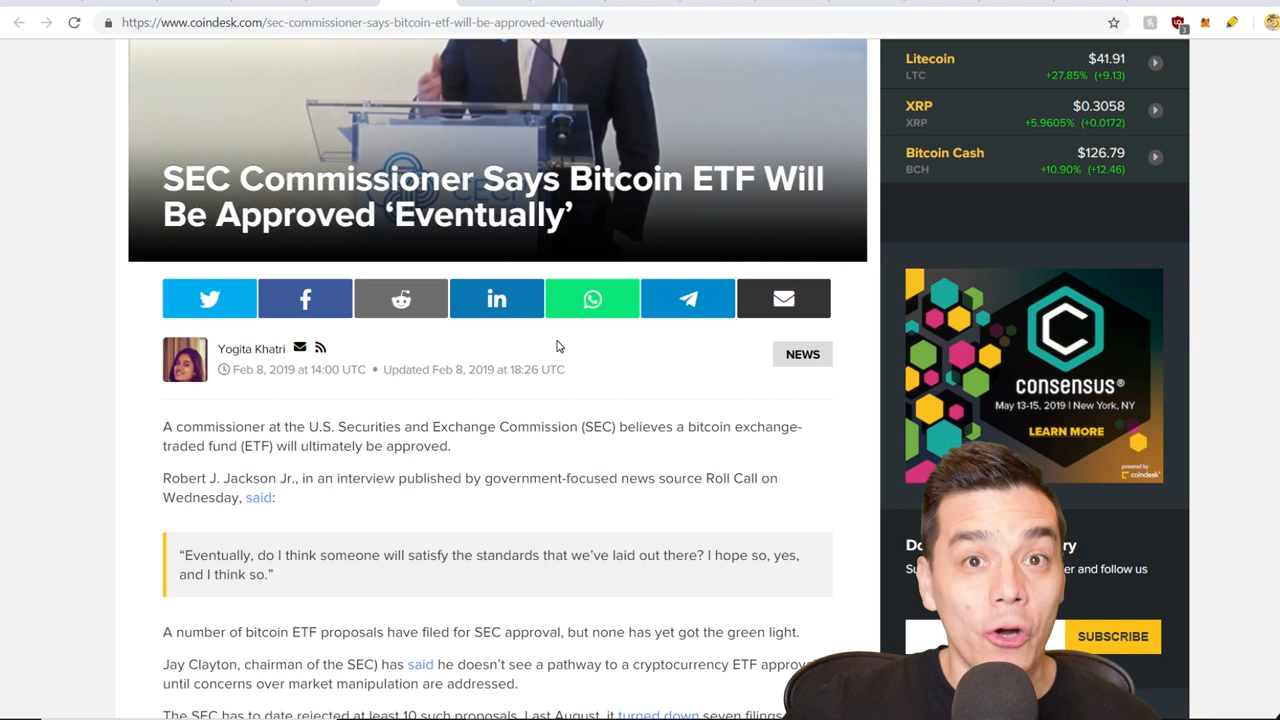 https://www.coindesk.com/sec-commissioner-says-bitcoin-etf-will-be-approved-eventually
3
SEC Commissioner Says Bitcoin ETF Will
Be Approved ‘Eventually’
Yogita Khatri
Feb 8, 2019 at 14:00 UTC • Updated Feb 8, 2019 at 18:26 UTC
NEWS
A commissioner at the U.S. Securities and Exchange Commission (SEC) believes a bitcoin exchange-
traded fund (ETF) will ultimately be approved.
Robert J. Jackson Jr., in an interview published by government-focused news source Roll Call on
Wednesday, said:
“Eventually, do I think someone will satisfy the standards that we’ve laid out there? I hope so, yes,
and I think so.”
A number of bitcoin ETF proposals have filed for SEC approval, but none has yet got the green light.
Jay Clayton, chairman of the SEC) has said he doesn’t see a pathway to a cryptocurrency ETF
until concerns over market manipulation are addressed.
The SEC has to date rejected at least 10 such proposals. Last August, it turned down seven filings
Litecoin $41.91
LTC +27.85% (+9.13)
XRP $0.3058
XRP +5.9605% (+0.0172)
Bitcoin Cash $126.79
BCH +10.90% (+12.46)
consensus®
May 13-15, 2019 | New York, NY
LEARN MORE
powered by
coindesk
and follow us
SUBSCRIBE